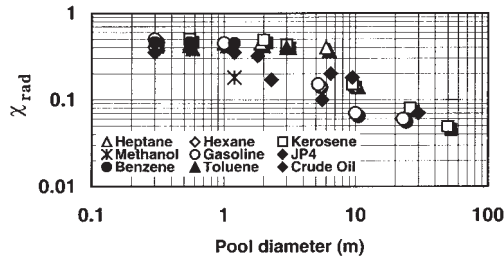 1
χrad
0.1
△ Heptane ◇ Hexane □ Kerosene
✳ Methanol ○ Gasoline ◆ JP4
● Benzene ▲ Toluene ◆ Crude Oil
0.01
0.1 1 10 100
Pool diameter (m)